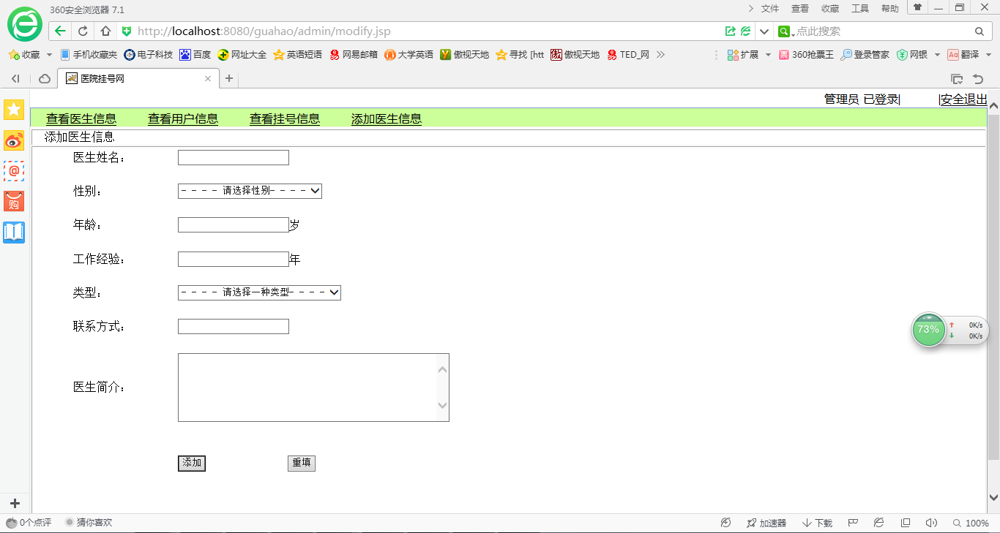 360安全浏览器 7.1
文件 查看 收藏 工具 帮助
http://localhost:8080/guahao/admin/modify.jsp
点此搜索
收藏 手机收藏夹 电子科技 百度 网址大全 英语短语 网易邮箱 大学英语 傲视天地 寻找 [htt 傲视天地 TED_网 扩展 360抢票王 登录管家 网银 翻译
医院挂号网
管理员 已登录| |安全退出
查看医生信息 查看用户信息 查看挂号信息 添加医生信息
添加医生信息
医生姓名：
性别： - - - - 请选择性别- - - -
年龄： 岁
工作经验： 年
类型： - - - - 请选择一种类型- - - -
联系方式：
73% 0K/s
0K/s
医生简介：
添加 重填
0个点评 猜你喜欢 加速器 下载 100%